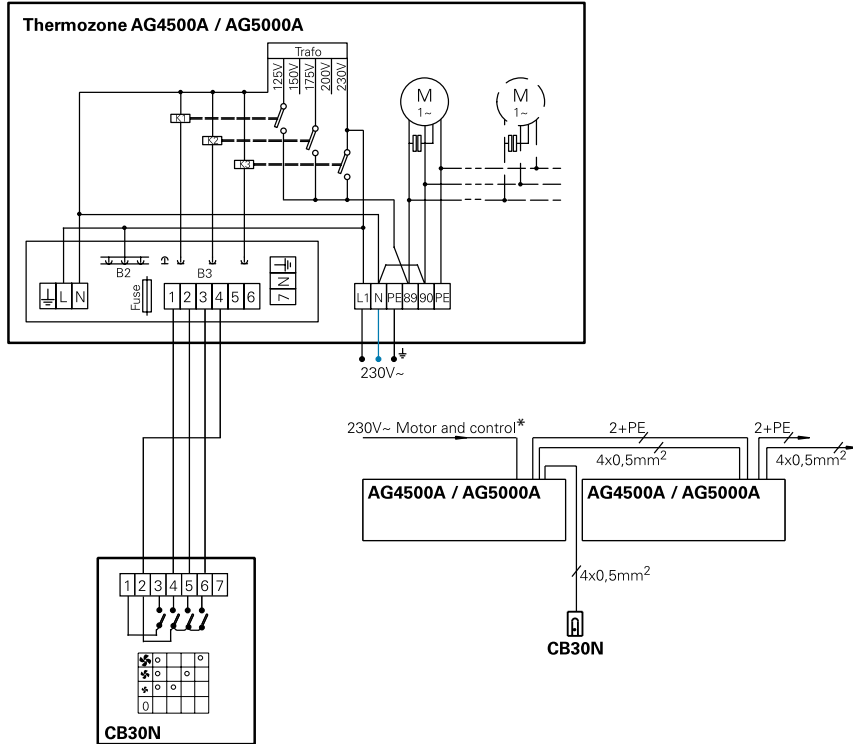 Thermozone AG4500A / AG5000A
Trafo
125V
150V
175V
200V
230V
M
1~
M
1~
K1
K2
K3
B2
B3
Fuse
L N
1 2 3 4 5 6
7 N
L1 N PE 89 90 PE
230V~
230V~ Motor and control*
2+PE
2+PE
4x0,5mm2
4x0,5mm2
AG4500A / AG5000A
AG4500A / AG5000A
4x0,5mm2
CB30N
1 2 3 4 5 6 7
0
CB30N